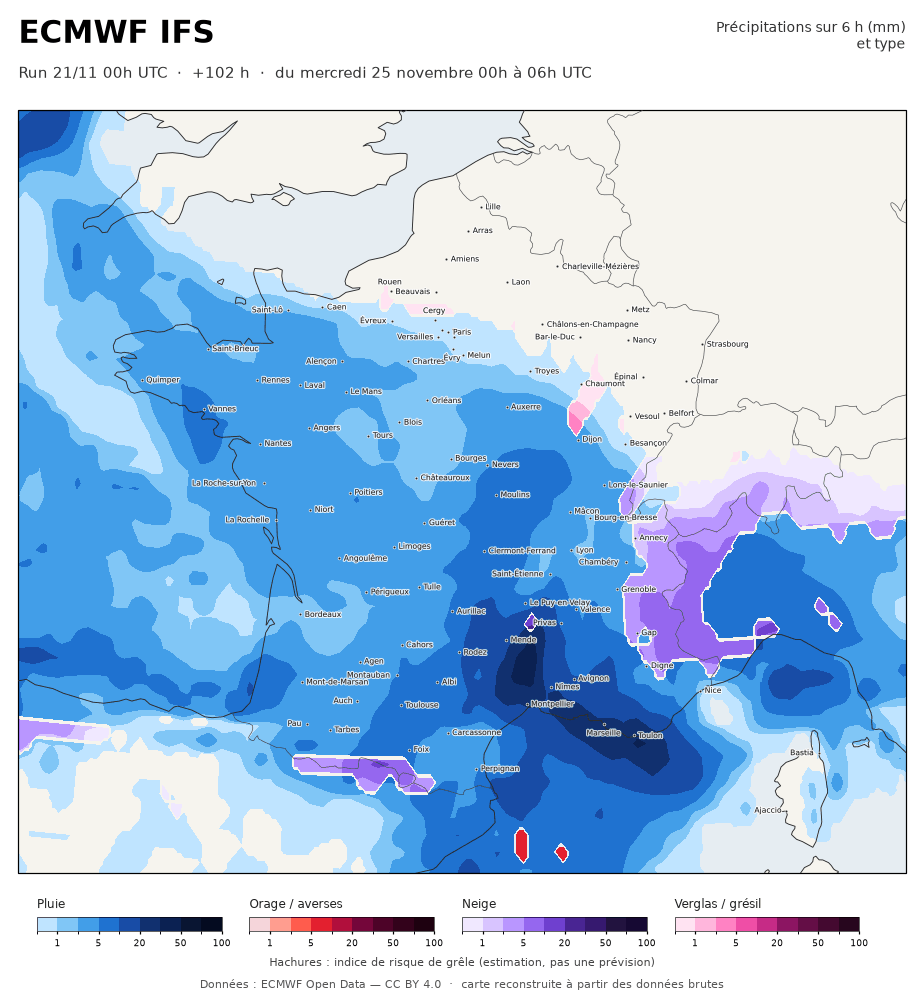 ECMWF IFS
Précipitations sur 6 h (mm)
et type
Run 21/11 00h UTC · +102 h · du mercredi 25 novembre 00h à 06h UTC
Lille
Arras
Amiens
Charleville-Mézières
Rouen
Beauvais
Laon
Saint-Lô
Caen
Cergy
Metz
Évreux
Châlons-en-Champagne
Versailles
Paris
Bar-le-Duc
Nancy
Strasbourg
Saint-Brieuc
Alençon
Chartres
Évry
Melun
Troyes
Épinal
Colmar
Quimper
Rennes
Laval
Le Mans
Chaumont
Orléans
Vannes
Auxerre
Vesoul
Belfort
Angers
Tours
Blois
Nantes
Dijon
Besançon
Bourges
Nevers
La Roche-sur-Yon
Châteauroux
Lons-le-Saunier
Poitiers
Moulins
Niort
Mâcon
La Rochelle
Guéret
Bourg-en-Bresse
Annecy
Limoges
Clermont-Ferrand
Lyon
Angoulême
Chambéry
Saint-Étienne
Périgueux
Tulle
Grenoble
Bordeaux
Aurillac
Le Puy-en-Velay
Valence
Privas
Gap
Cahors
Mende
Rodez
Agen
Digne
Montauban
Mont-de-Marsan
Albi
Avignon
Nîmes
Nice
Auch
Toulouse
Montpellier
Pau
Tarbes
Carcassonne
Marseille
Toulon
Foix
Bastia
Perpignan
Ajaccio
Pluie
Orage / averses
Neige
Verglas / grésil
1 5 20 50 100
1 5 20 50 100
1 5 20 50 100
1 5 20 50 100
Hachures : indice de risque de grêle (estimation, pas une prévision)
Données : ECMWF Open Data — CC BY 4.0 · carte reconstruite à partir des données brutes